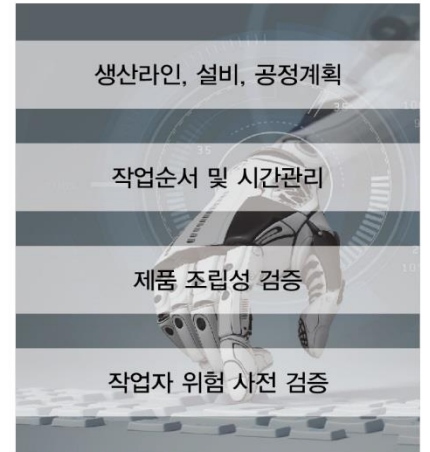 생산라인, 설비, 공정계획
작업순서 및 시간관리
제품 조립성 검증
작업자 위험 사전 검증